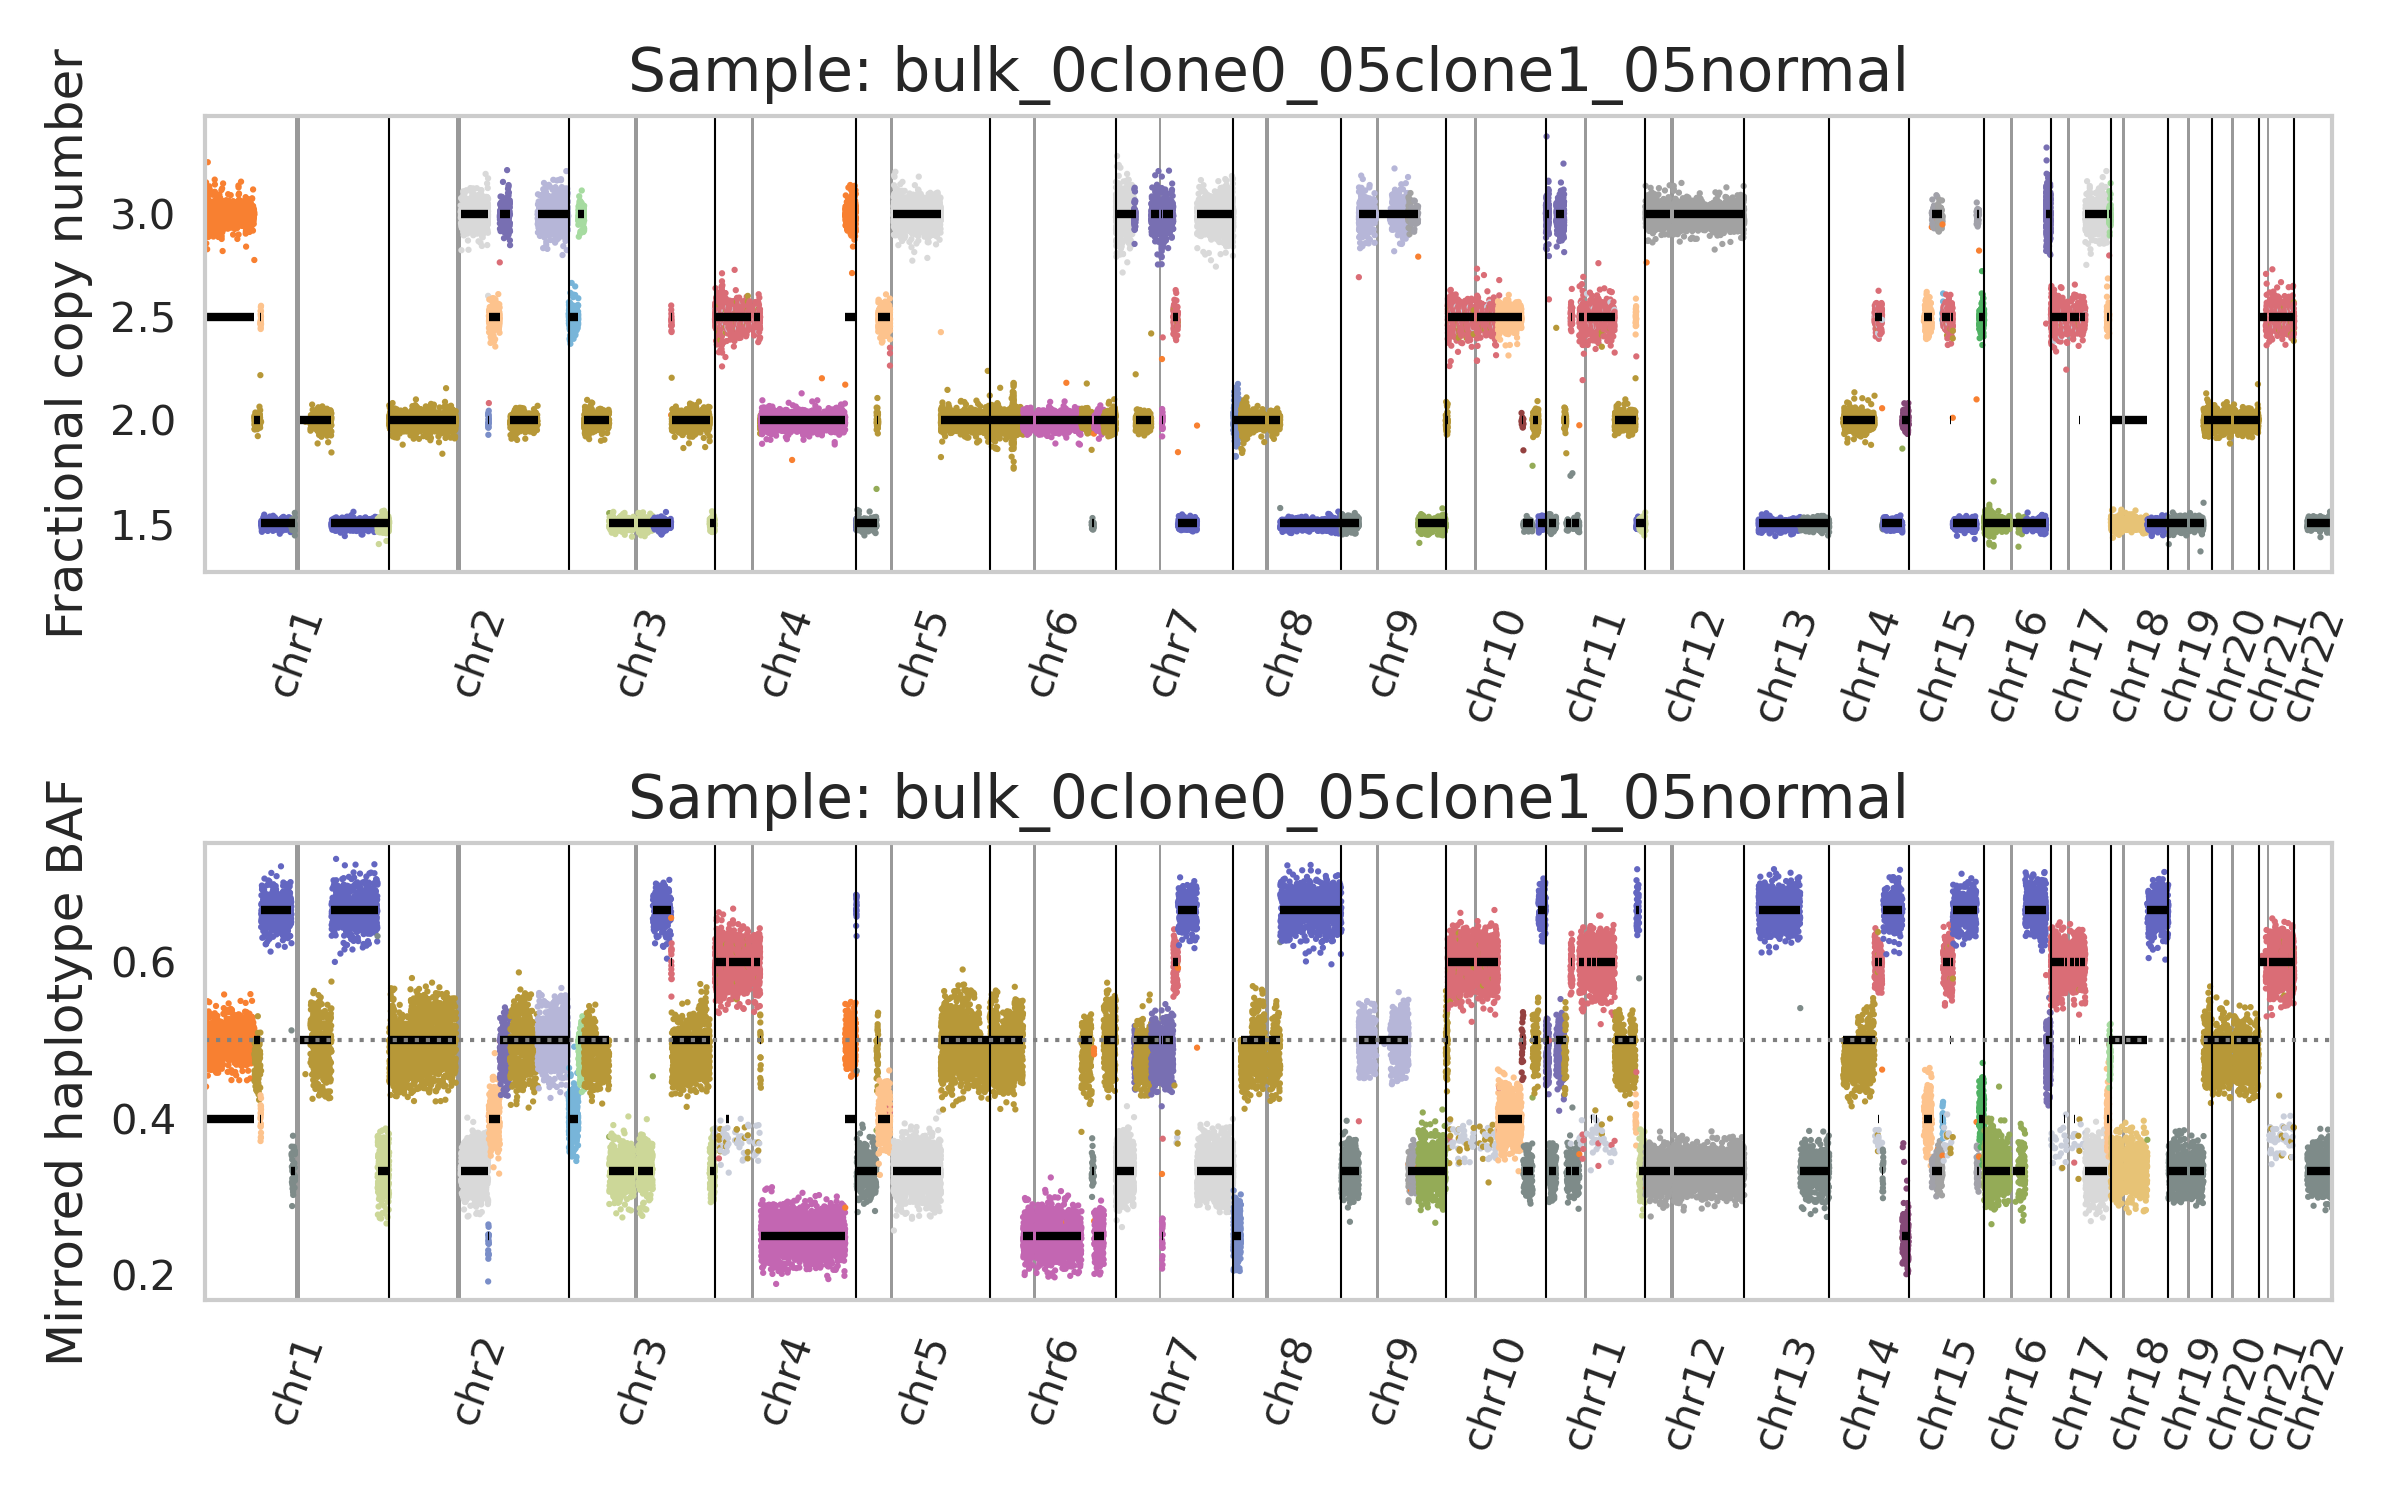 Sample: bulk_0clone0_05clone1_05normal
Fractional copy number
3.0
2.5
2.0
1.5
chr1
chr2
chr3
chr4
chr5
chr6
chr7
chr8
chr9
chr10
chr11
chr12
chr13
chr14
chr15
chr16
chr17
chr18
chr19
chr20
chr21
chr22
Sample: bulk_0clone0_05clone1_05normal
Mirrored haplotype BAF
0.6
0.4
0.2
chr1
chr2
chr3
chr4
chr5
chr6
chr7
chr8
chr9
chr10
chr11
chr12
chr13
chr14
chr15
chr16
chr17
chr18
chr19
chr20
chr21
chr22